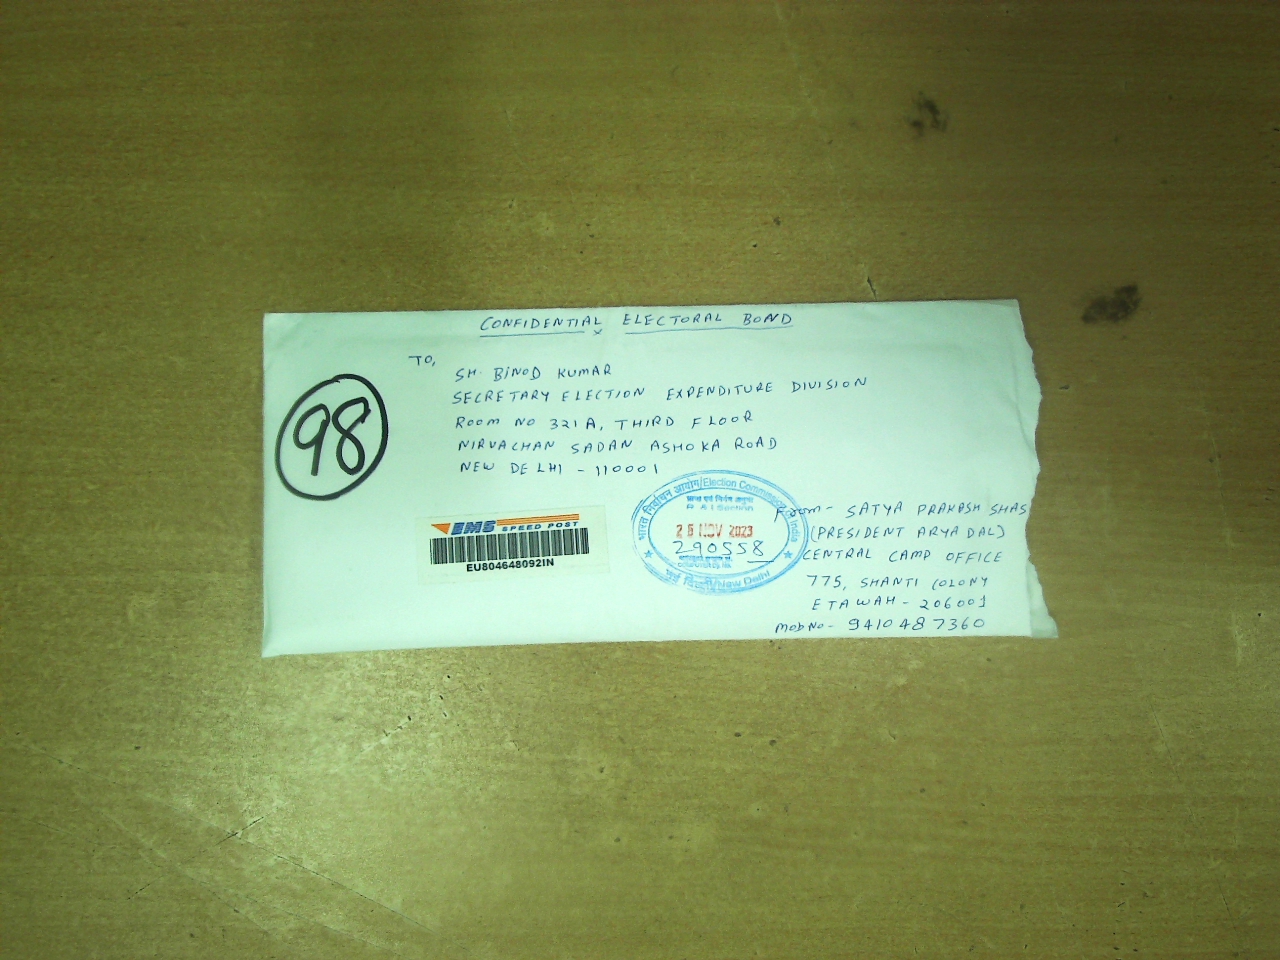 CONFIDENTIAL ELECTORAL BOND
TO,
SH. BINOD KUMAR
SECRETARY ELECTION EXPENDITURE DIVISION
ROOM NO 321A, THIRD FLOOR
NIRVACHAN SADAN ASHOKA ROAD
NEW DELHI - 110001
98
EMS SPEED POST
EU804648092IN
भारत निर्वाचन आयोग/Election Commission of India
R & I Section
NOV 2023
290558
नई दिल्ली/New Delhi
From - SATYA PRAKASH SHAS
(PRESIDENT ARYA DAL)
CENTRAL CAMP OFFICE
775, SHANTI COLONY
ETAWAH - 206001
MOB NO - 9410487360